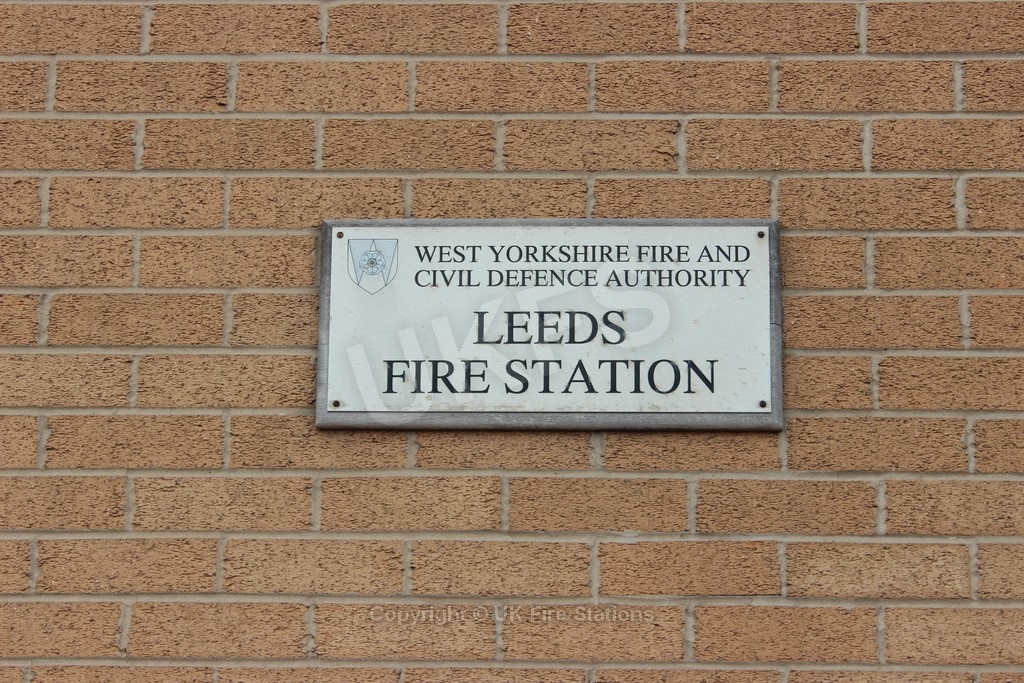 WEST YORKSHIRE FIRE AND
CIVIL DEFENCE AUTHORITY
LEEDS
FIRE STATION
UKFS
Copyright © UK Fire Stations